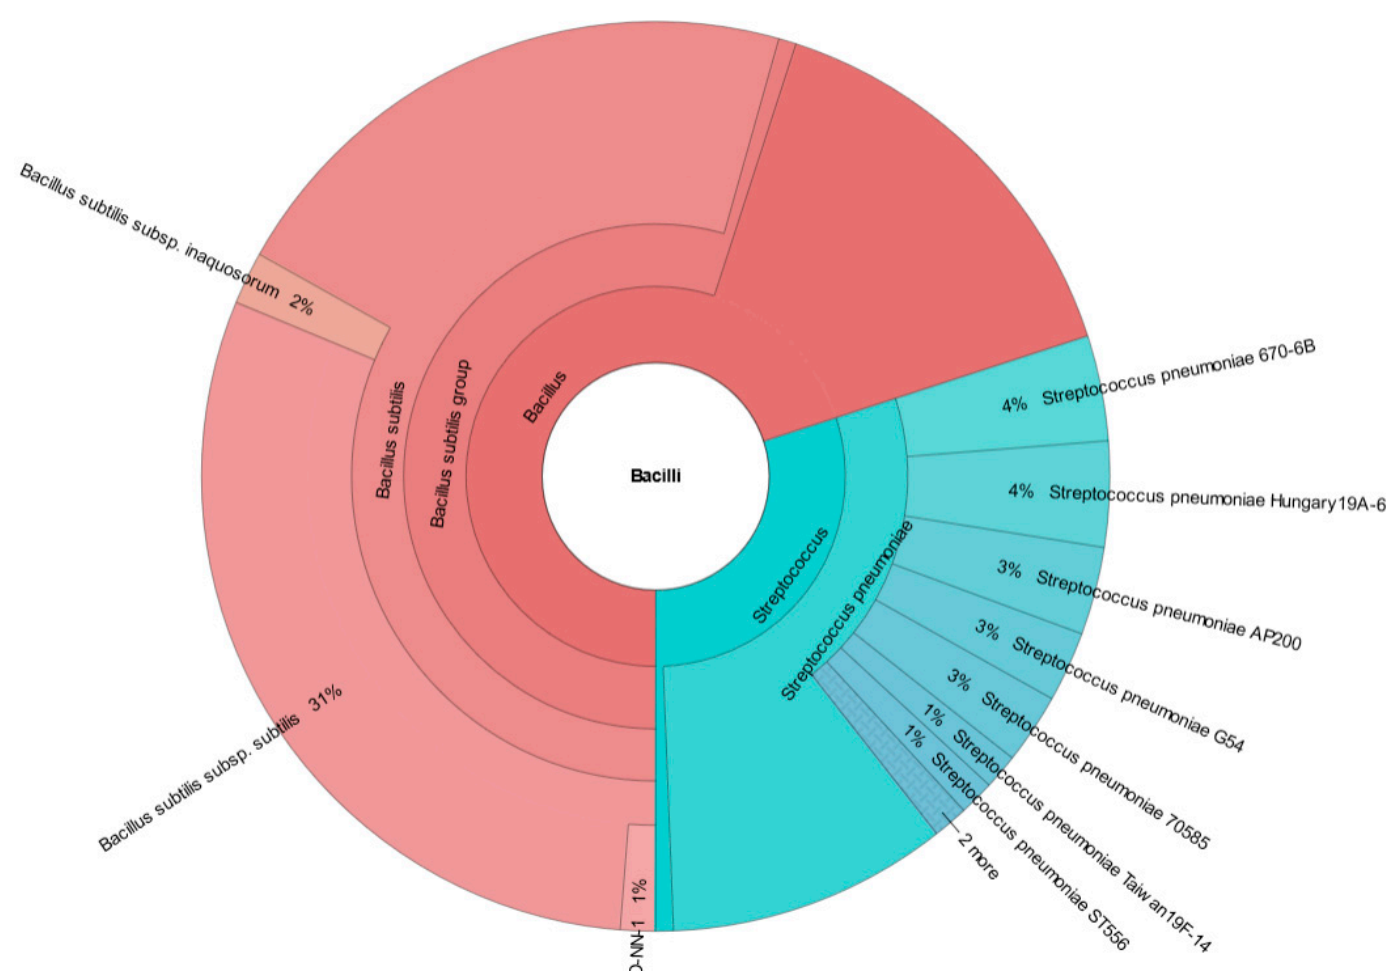 Bacilli
Bacillus
Bacillus subtilis group
Bacillus subtilis
Bacillus subtilis subsp. inaquosorum 2%
Bacillus subtilis subsp. subtilis 31%
O-NN-1 1%
Streptococcus
Streptococcus pneumoniae
4% Streptococcus pneumoniae 670-6B
4% Streptococcus pneumoniae Hungary19A-6
3% Streptococcus pneumoniae AP200
3% Streptococcus pneumoniae G54
3% Streptococcus pneumoniae 70585
1% Streptococcus pneumoniae Taiwan19F-14
1% Streptococcus pneumoniae ST556
2 more